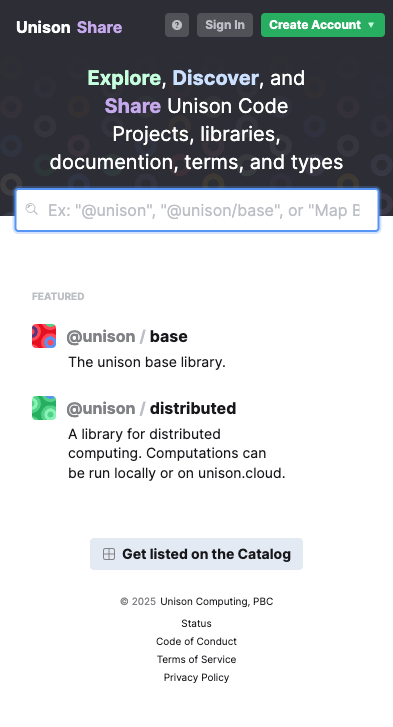 Unison Share
Sign In
Create Account
Explore, Discover, and
Share Unison Code
Projects, libraries,
documention, terms, and types
Ex: "@unison", "@unison/base", or "Map B
FEATURED
@unison / base
The unison base library.
@unison / distributed
A library for distributed
computing. Computations can
be run locally or on unison.cloud.
Get listed on the Catalog
© 2025 Unison Computing, PBC
Status
Code of Conduct
Terms of Service
Privacy Policy